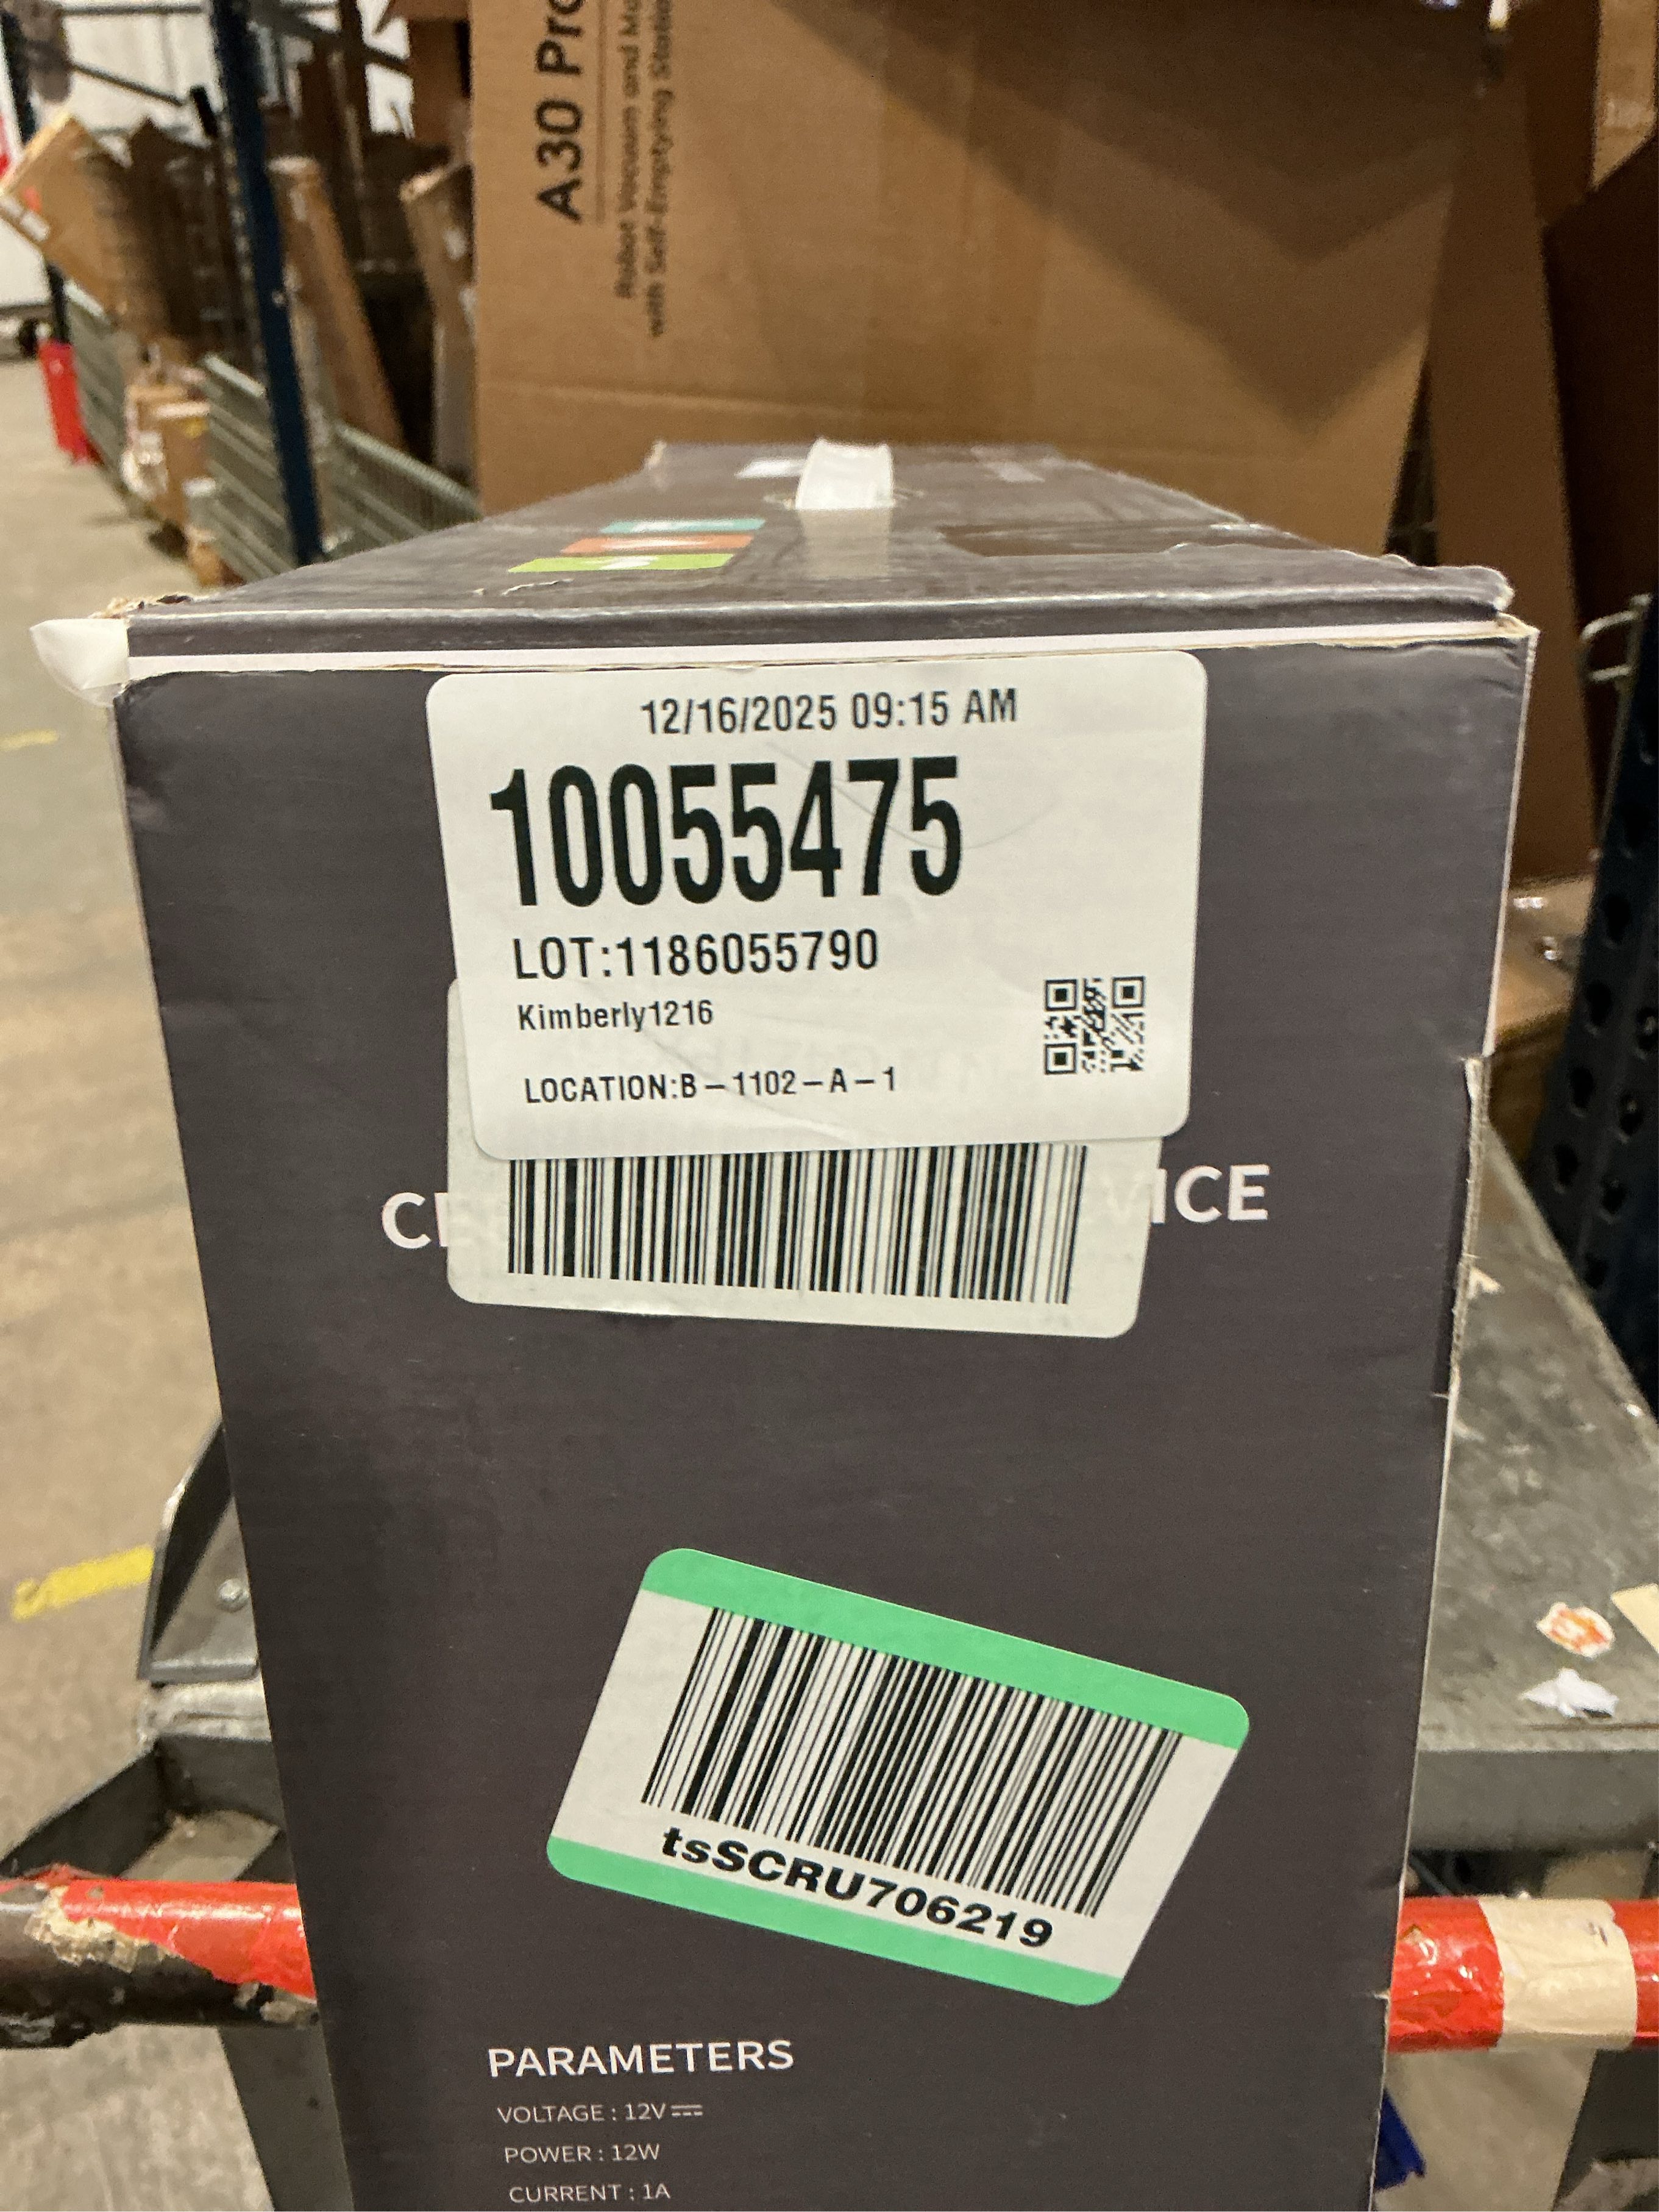 A30 Pro
Robot Vacuum and Mo
with Self-Emptying Station
12/16/2025 09:15 AM
10055475
LOT:1186055790
Kimberly1216
LOCATION:B-1102-A-1
tsSCRU706219
PARAMETERS
VOLTAGE : 12V⎓
POWER : 12W
CURRENT : 1A